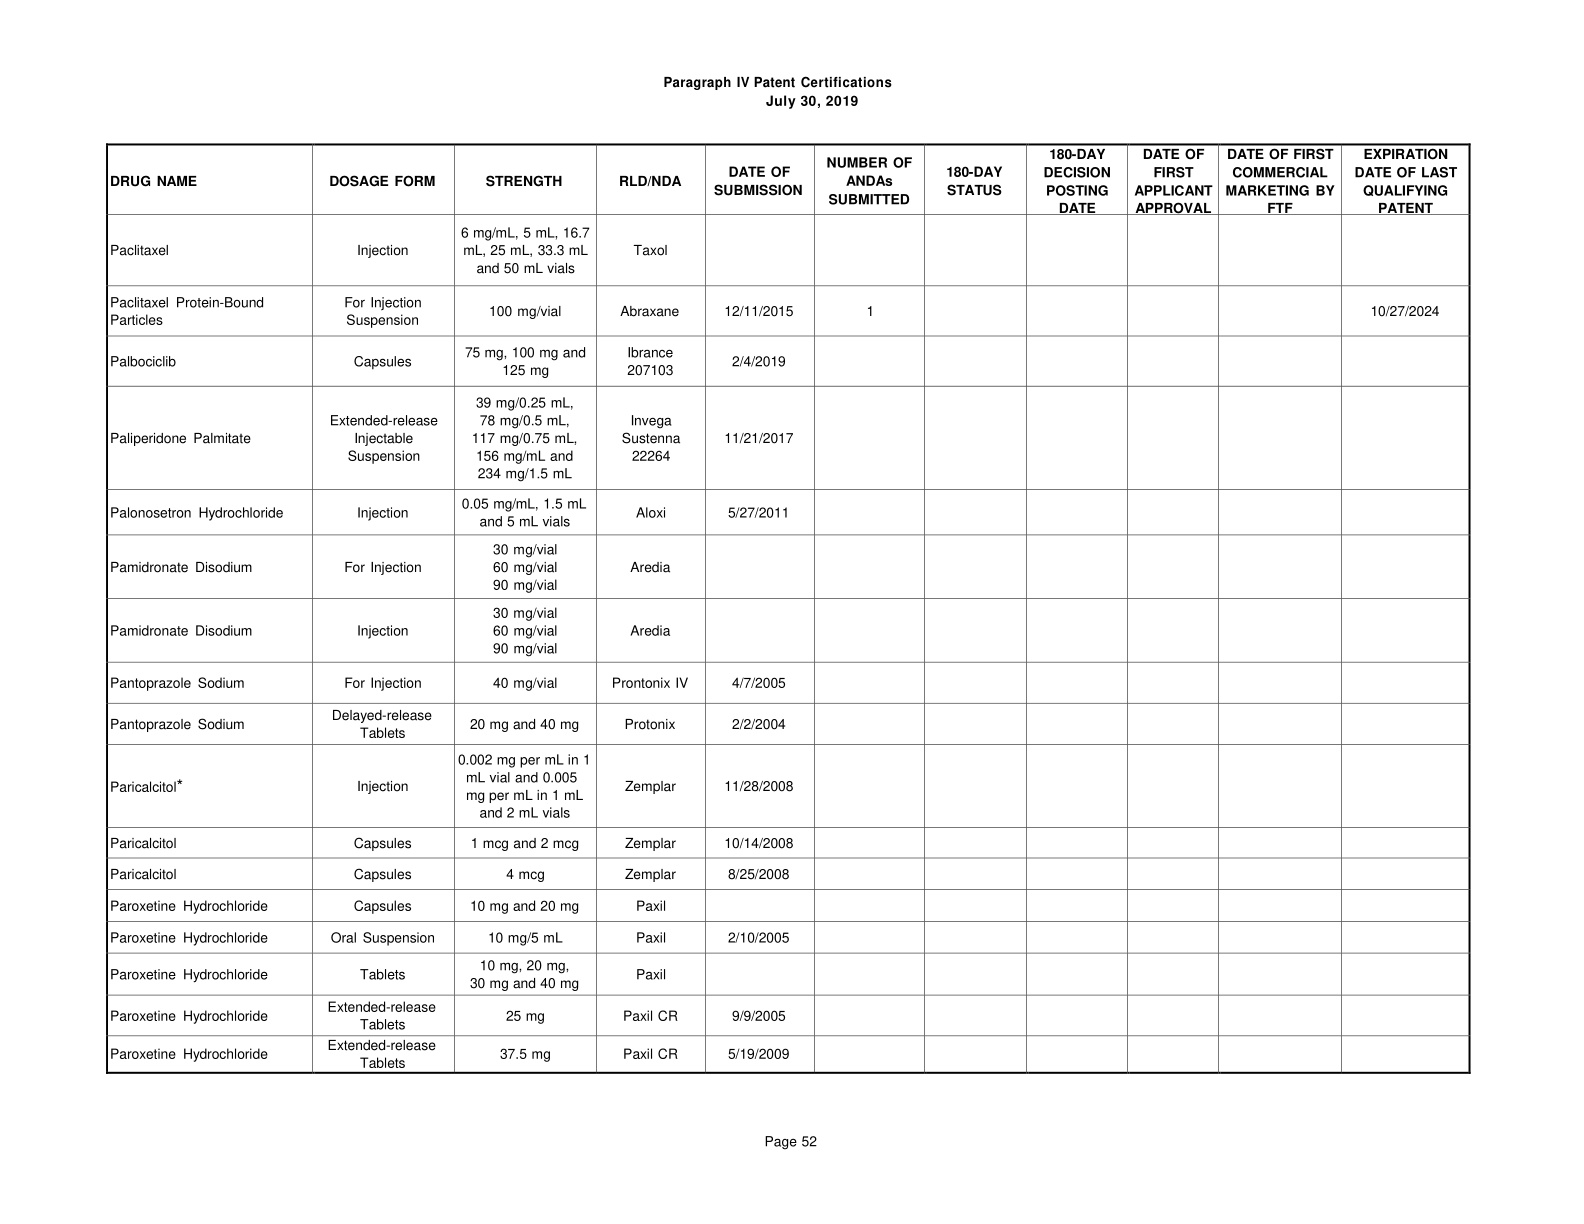 Paragraph IV Patent Certifications
July 30, 2019
DRUG NAME
DOSAGE FORM
STRENGTH
RLD/NDA
DATE OF
SUBMISSION
NUMBER OF
ANDAs
SUBMITTED
180-DAY
STATUS
180-DAY
DECISION
POSTING
DATE
DATE OF
FIRST
APPLICANT
APPROVAL
DATE OF FIRST
COMMERCIAL
MARKETING BY
FTF
EXPIRATION
DATE OF LAST
QUALIFYING
PATENT
Paclitaxel
Injection
6 mg/mL, 5 mL, 16.7
mL, 25 mL, 33.3 mL
and 50 mL vials
Taxol
Paclitaxel Protein-Bound
Particles
For Injection
Suspension
100 mg/vial
Abraxane
12/11/2015
1
10/27/2024
Palbociclib
Capsules
75 mg, 100 mg and
125 mg
Ibrance
207103
2/4/2019
Paliperidone Palmitate
Extended-release
Injectable
Suspension
39 mg/0.25 mL,
78 mg/0.5 mL,
117 mg/0.75 mL,
156 mg/mL and
234 mg/1.5 mL
Invega
Sustenna
22264
11/21/2017
Palonosetron Hydrochloride
Injection
0.05 mg/mL, 1.5 mL
and 5 mL vials
Aloxi
5/27/2011
Pamidronate Disodium
For Injection
30 mg/vial
60 mg/vial
90 mg/vial
Aredia
Pamidronate Disodium
Injection
30 mg/vial
60 mg/vial
90 mg/vial
Aredia
Pantoprazole Sodium
For Injection
40 mg/vial
Prontonix IV
4/7/2005
Pantoprazole Sodium
Delayed-release
Tablets
20 mg and 40 mg
Protonix
2/2/2004
Paricalcitol*
Injection
0.002 mg per mL in 1
mL vial and 0.005
mg per mL in 1 mL
and 2 mL vials
Zemplar
11/28/2008
Paricalcitol
Capsules
1 mcg and 2 mcg
Zemplar
10/14/2008
Paricalcitol
Capsules
4 mcg
Zemplar
8/25/2008
Paroxetine Hydrochloride
Capsules
10 mg and 20 mg
Paxil
Paroxetine Hydrochloride
Oral Suspension
10 mg/5 mL
Paxil
2/10/2005
Paroxetine Hydrochloride
Tablets
10 mg, 20 mg,
30 mg and 40 mg
Paxil
Paroxetine Hydrochloride
Extended-release
Tablets
25 mg
Paxil CR
9/9/2005
Paroxetine Hydrochloride
Extended-release
Tablets
37.5 mg
Paxil CR
5/19/2009
Page 52